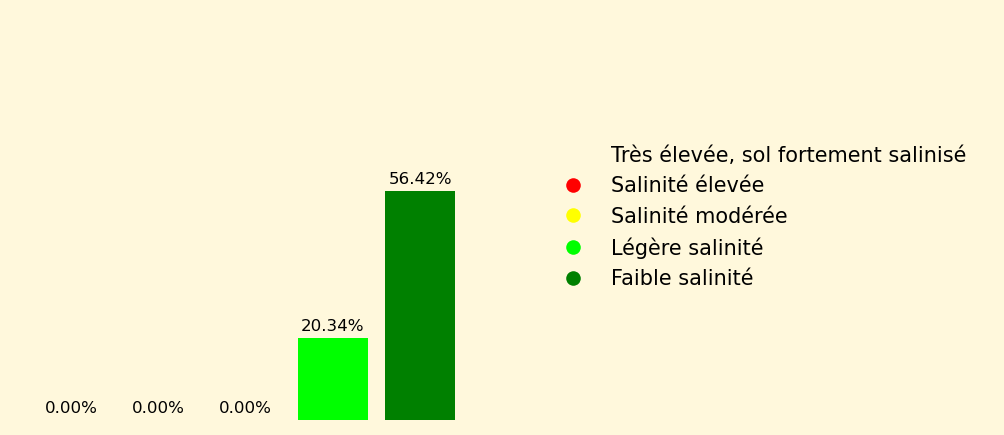 Très élevée, sol fortement salinisé
Salinité élevée
Salinité modérée
Légère salinité
Faible salinité
56.42%
20.34%
0.00% 0.00% 0.00%